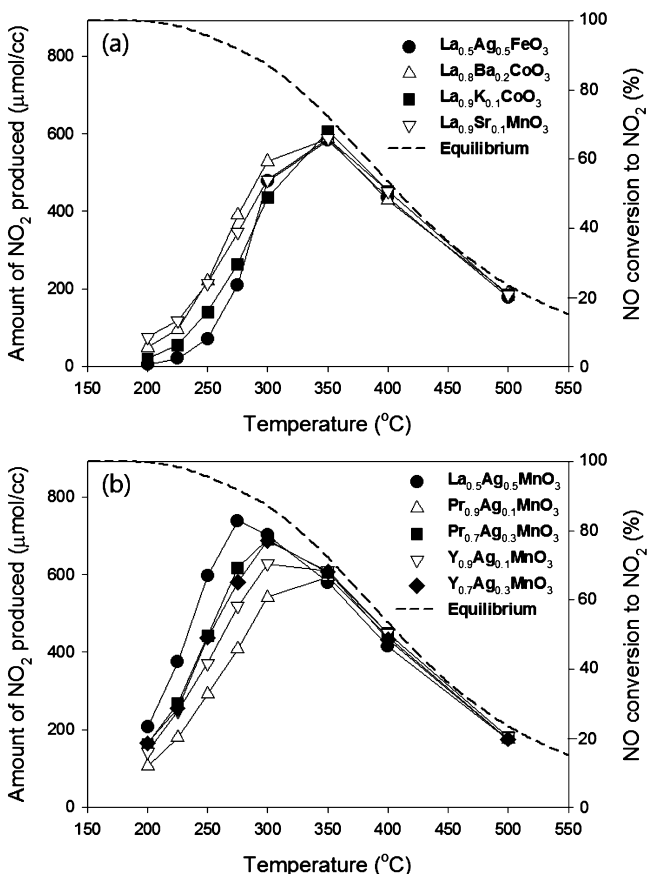 (a)
La0.5Ag0.5FeO3
La0.8Ba0.2CoO3
La0.9K0.1CoO3
La0.9Sr0.1MnO3
Equilibrium
Amount of NO2 produced (μmol/cc)
0
200
400
600
800
NO conversion to NO2 (%)
0
20
40
60
80
100
150 200 250 300 350 400 450 500 550
Temperature (oC)
(b)
La0.5Ag0.5MnO3
Pr0.9Ag0.1MnO3
Pr0.7Ag0.3MnO3
Y0.9Ag0.1MnO3
Y0.7Ag0.3MnO3
Equilibrium
Amount of NO2 produced (μmol/cc)
0
200
400
600
800
NO conversion to NO2 (%)
0
20
40
60
80
100
150 200 250 300 350 400 450 500 550
Temperature (oC)